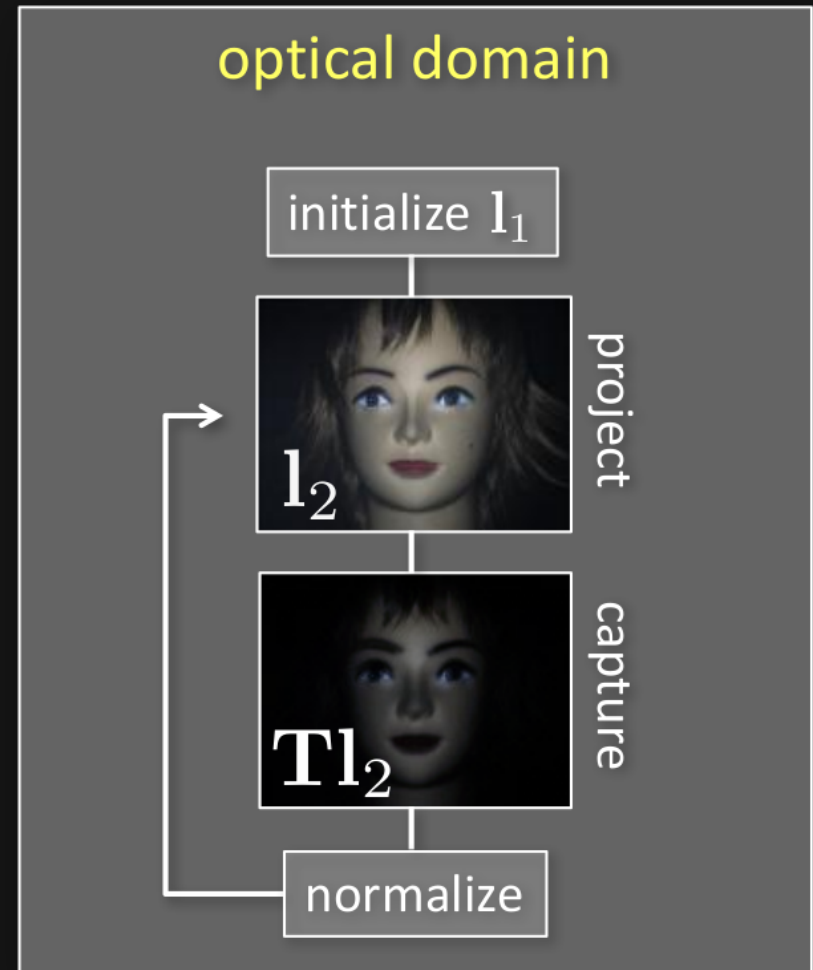 optical domain
initialize l₁
l₂
project
Tl₂
capture
normalize